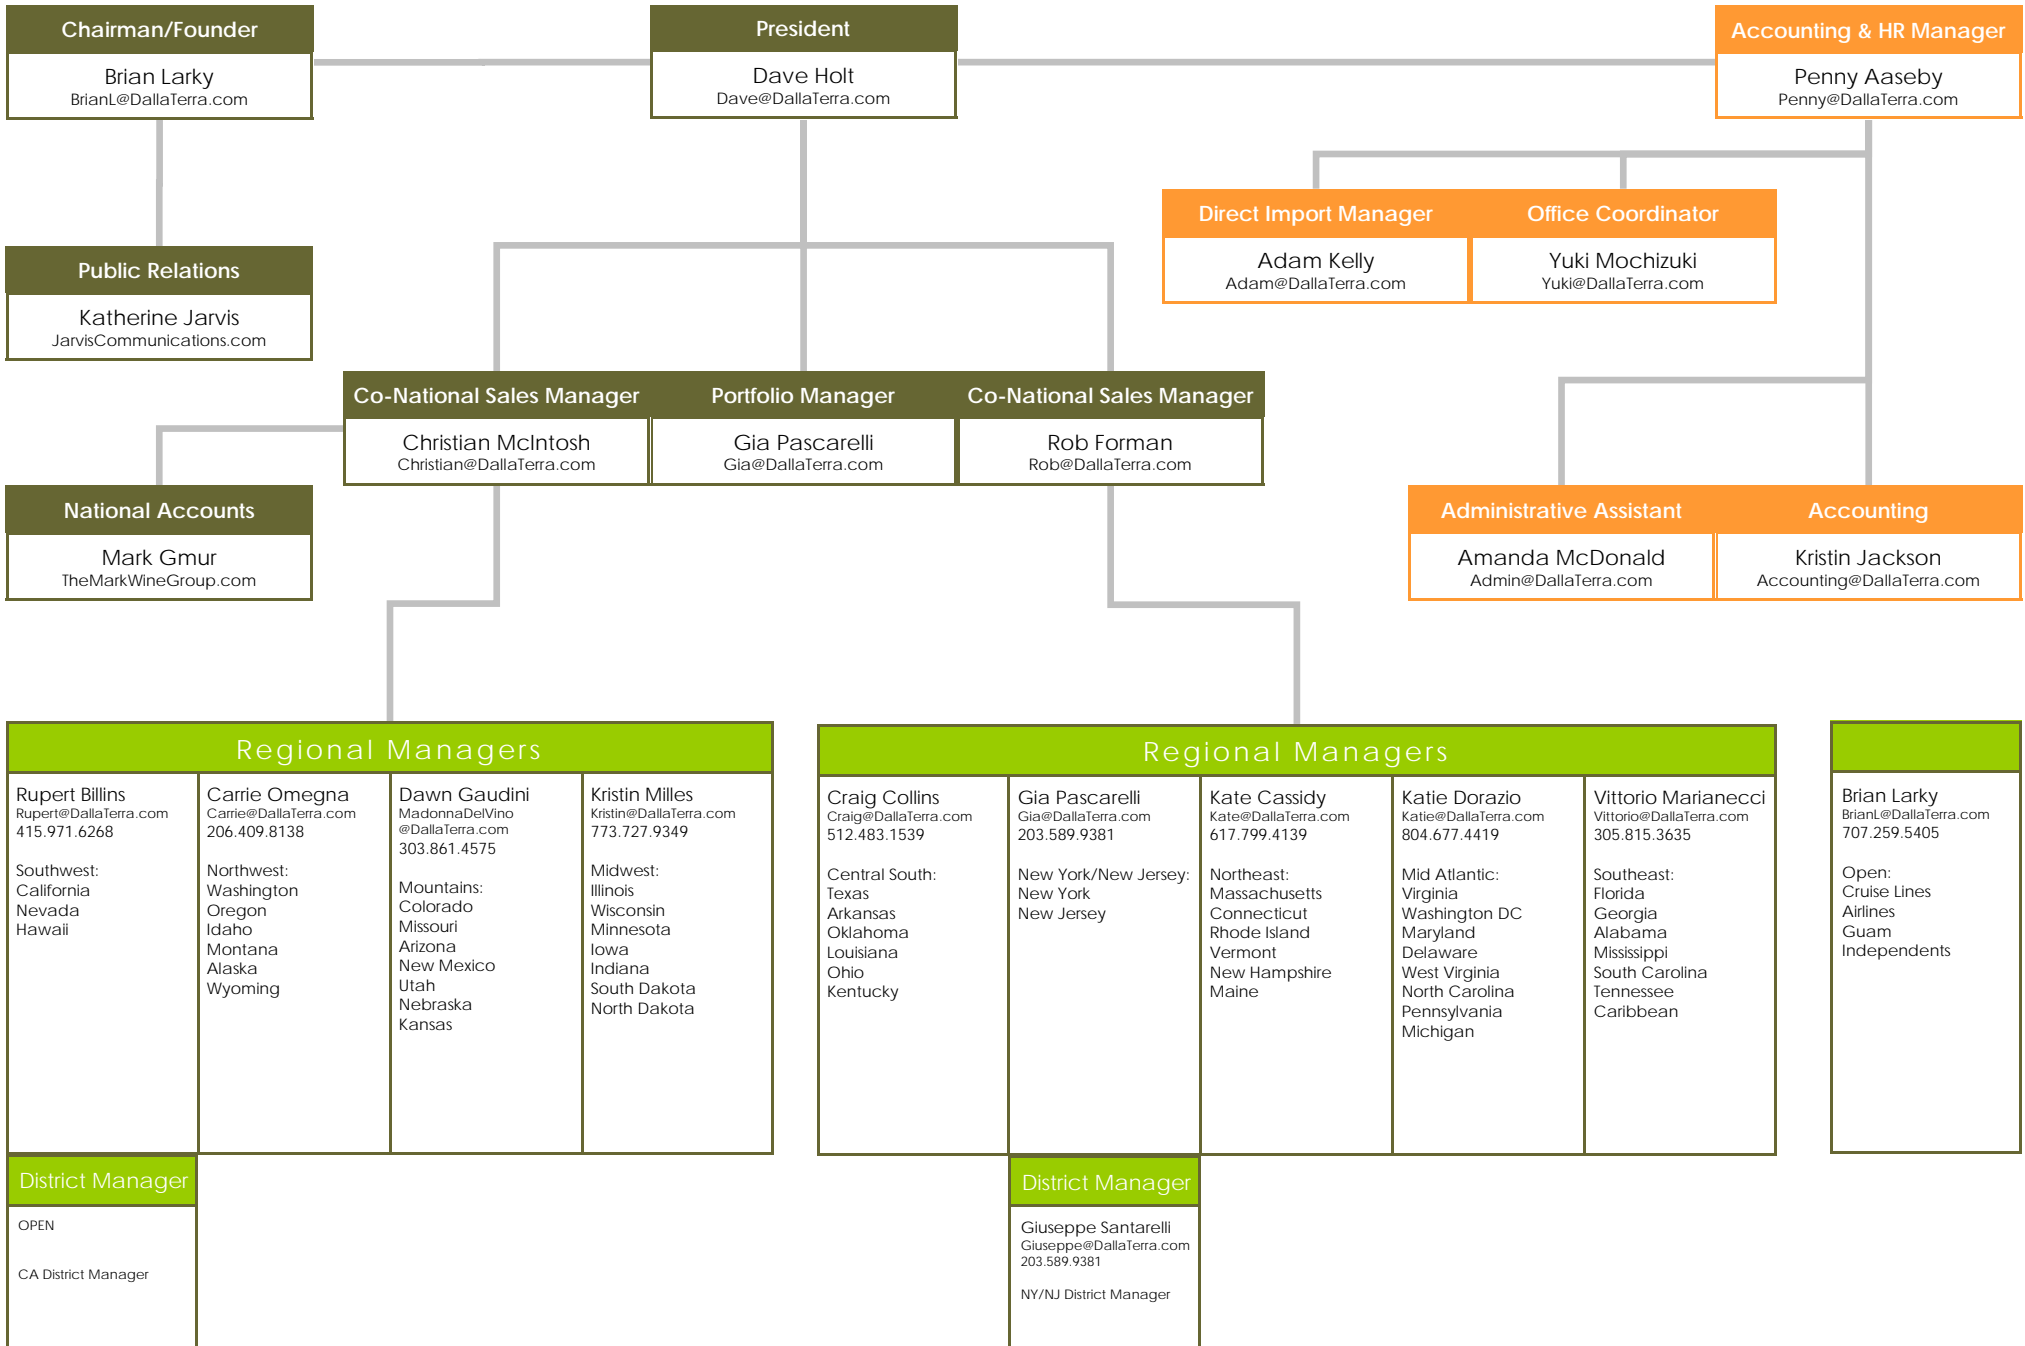 Chairman/Founder
Brian Larky
BrianL@DallaTerra.com
President
Dave Holt
Dave@DallaTerra.com
Accounting & HR Manager
Penny Aaseby
Penny@DallaTerra.com
Direct Import Manager
Adam Kelly
Adam@DallaTerra.com
Office Coordinator
Yuki Mochizuki
Yuki@DallaTerra.com
Public Relations
Katherine Jarvis
JarvisCommunications.com
Co-National Sales Manager
Christian McIntosh
Christian@DallaTerra.com
Portfolio Manager
Gia Pascarelli
Gia@DallaTerra.com
Co-National Sales Manager
Rob Forman
Rob@DallaTerra.com
National Accounts
Mark Gmur
TheMarkWineGroup.com
Administrative Assistant
Amanda McDonald
Admin@DallaTerra.com
Accounting
Kristin Jackson
Accounting@DallaTerra.com
Regional Managers
Rupert Billins
Rupert@DallaTerra.com
415.971.6268
Southwest:
California
Nevada
Hawaii
Carrie Omegna
Carrie@DallaTerra.com
206.409.8138
Northwest:
Washington
Oregon
Idaho
Montana
Alaska
Wyoming
Dawn Gaudini
MadonnaDelVino
@DallaTerra.com
303.861.4575
Mountains:
Colorado
Missouri
Arizona
New Mexico
Utah
Nebraska
Kansas
Kristin Milles
Kristin@DallaTerra.com
773.727.9349
Midwest:
Illinois
Wisconsin
Minnesota
Iowa
Indiana
South Dakota
North Dakota
District Manager
OPEN
CA District Manager
Regional Managers
Craig Collins
Craig@DallaTerra.com
512.483.1539
Central South:
Texas
Arkansas
Oklahoma
Louisiana
Ohio
Kentucky
Gia Pascarelli
Gia@DallaTerra.com
203.589.9381
New York/New Jersey:
New York
New Jersey
Kate Cassidy
Kate@DallaTerra.com
617.799.4139
Northeast:
Massachusetts
Connecticut
Rhode Island
Vermont
New Hampshire
Maine
Katie Dorazio
Katie@DallaTerra.com
804.677.4419
Mid Atlantic:
Virginia
Washington DC
Maryland
Delaware
West Virginia
North Carolina
Pennsylvania
Michigan
Vittorio Marianecci
Vittorio@DallaTerra.com
305.815.3635
Southeast:
Florida
Georgia
Alabama
Mississippi
South Carolina
Tennessee
Caribbean
District Manager
Giuseppe Santarelli
Giuseppe@DallaTerra.com
203.589.9381
NY/NJ District Manager
Brian Larky
BrianL@DallaTerra.com
707.259.5405
Open:
Cruise Lines
Airlines
Guam
Independents